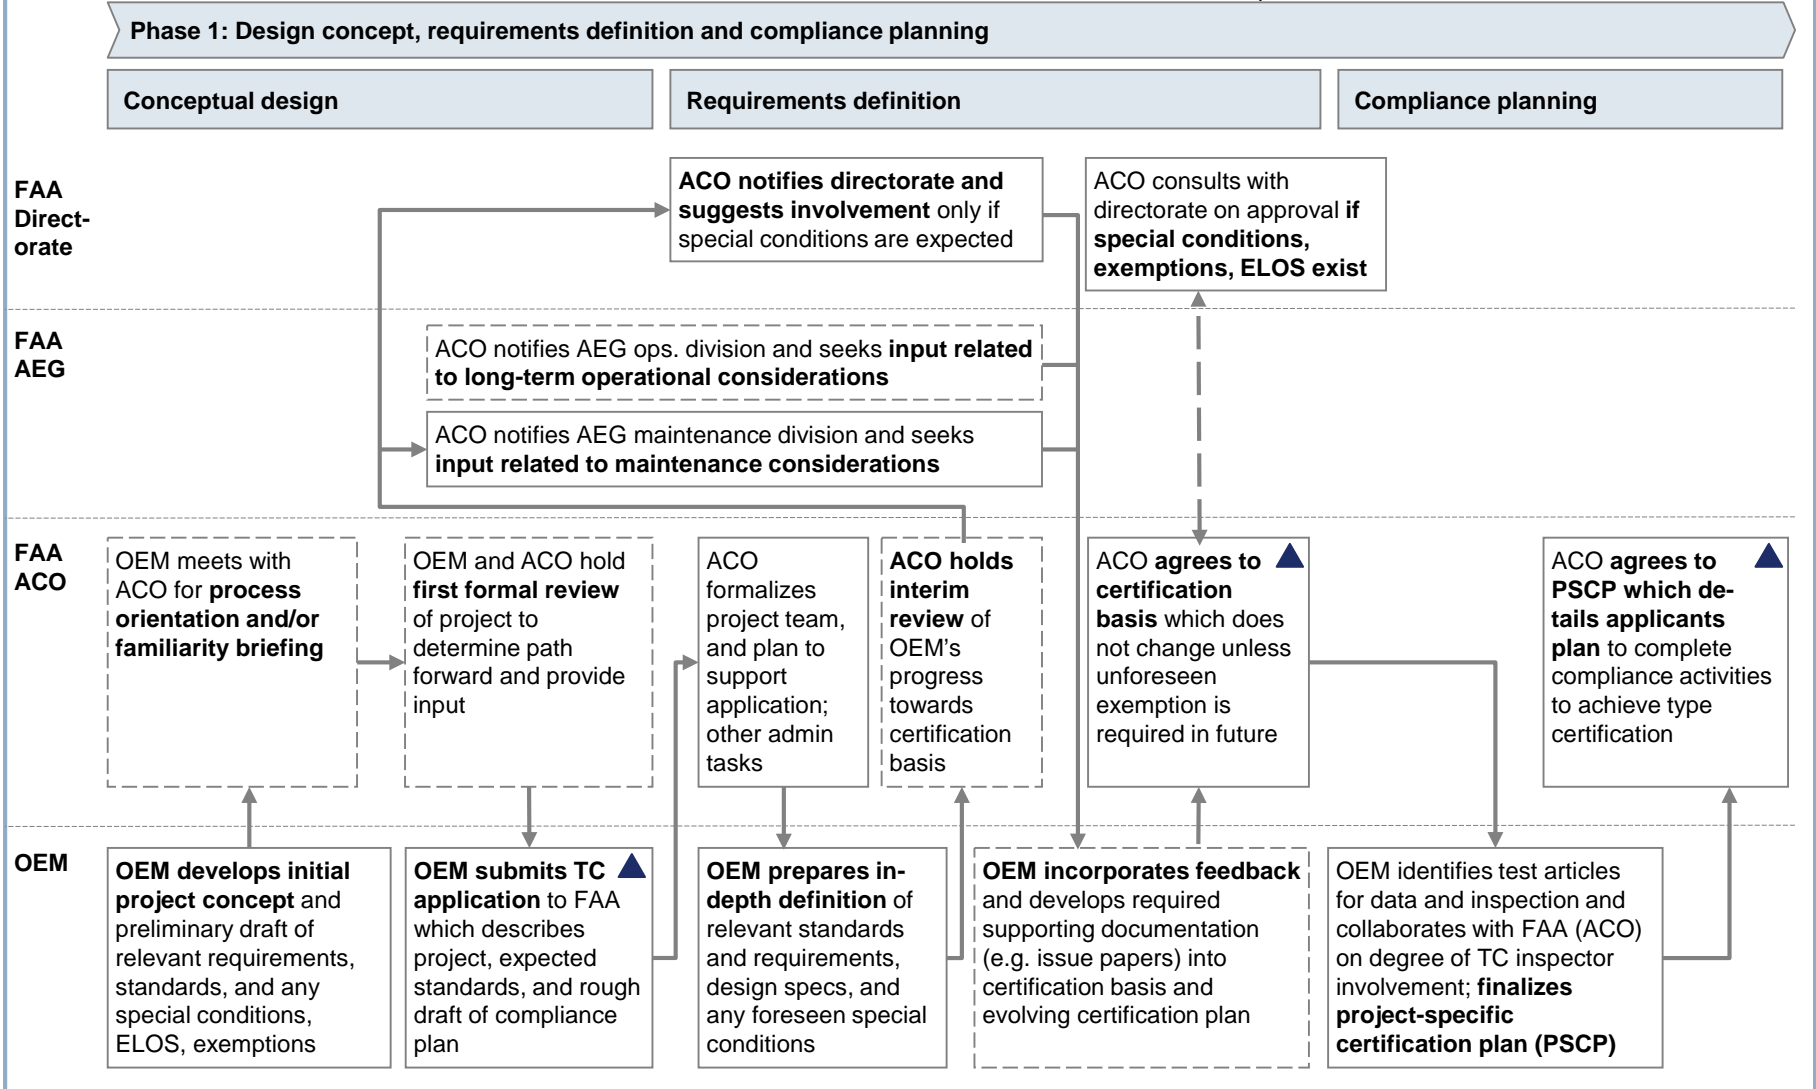 Phase 1: Design concept, requirements definition and compliance planning
Conceptual design
Requirements definition
Compliance planning
FAA
Direct-
orate
ACO notifies directorate and
suggests involvement only if
special conditions are expected
ACO consults with
directorate on approval if
special conditions,
exemptions, ELOS exist
FAA
AEG
ACO notifies AEG ops. division and seeks input related
to long-term operational considerations
ACO notifies AEG maintenance division and seeks
input related to maintenance considerations
FAA
ACO
OEM meets with
ACO for process
orientation and/or
familiarity briefing
OEM and ACO hold
first formal review
of project to
determine path
forward and provide
input
ACO
formalizes
project team,
and plan to
support
application;
other admin
tasks
ACO holds
interim
review of
OEM's
progress
towards
certification
basis
ACO agrees to
certification
basis which does
not change unless
unforeseen
exemption is
required in future
ACO agrees to
PSCP which de-
tails applicants
plan to complete
compliance activities
to achieve type
certification
OEM
OEM develops initial
project concept and
preliminary draft of
relevant requirements,
standards, and any
special conditions,
ELOS, exemptions
OEM submits TC
application to FAA
which describes
project, expected
standards, and rough
draft of compliance
plan
OEM prepares in-
depth definition of
relevant standards
and requirements,
design specs, and
any foreseen special
conditions
OEM incorporates feedback
and develops required
supporting documentation
(e.g. issue papers) into
certification basis and
evolving certification plan
OEM identifies test articles
for data and inspection and
collaborates with FAA (ACO)
on degree of TC inspector
involvement; finalizes
project-specific
certification plan (PSCP)